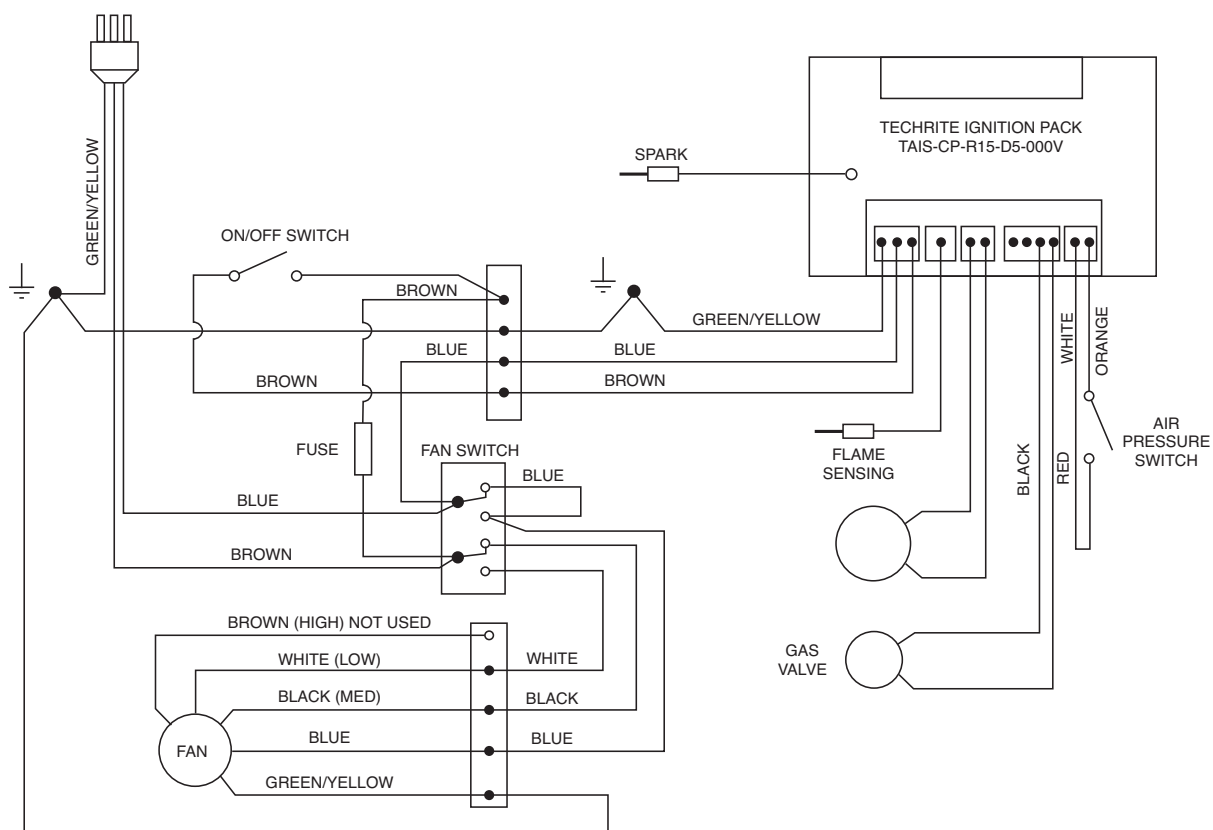 TECHRITE IGNITION PACK
TAIS-CP-R15-D5-000V
SPARK
GREEN/YELLOW
ON/OFF SWITCH
BROWN
GREEN/YELLOW
BLUE
BLUE
BROWN
BROWN
WHITE
ORANGE
AIR
PRESSURE
SWITCH
FLAME
SENSING
BLACK
RED
FUSE
FAN SWITCH
BLUE
BLUE
BROWN
GAS
VALVE
BROWN (HIGH) NOT USED
WHITE (LOW)
WHITE
BLACK (MED)
BLACK
FAN
BLUE
BLUE
GREEN/YELLOW